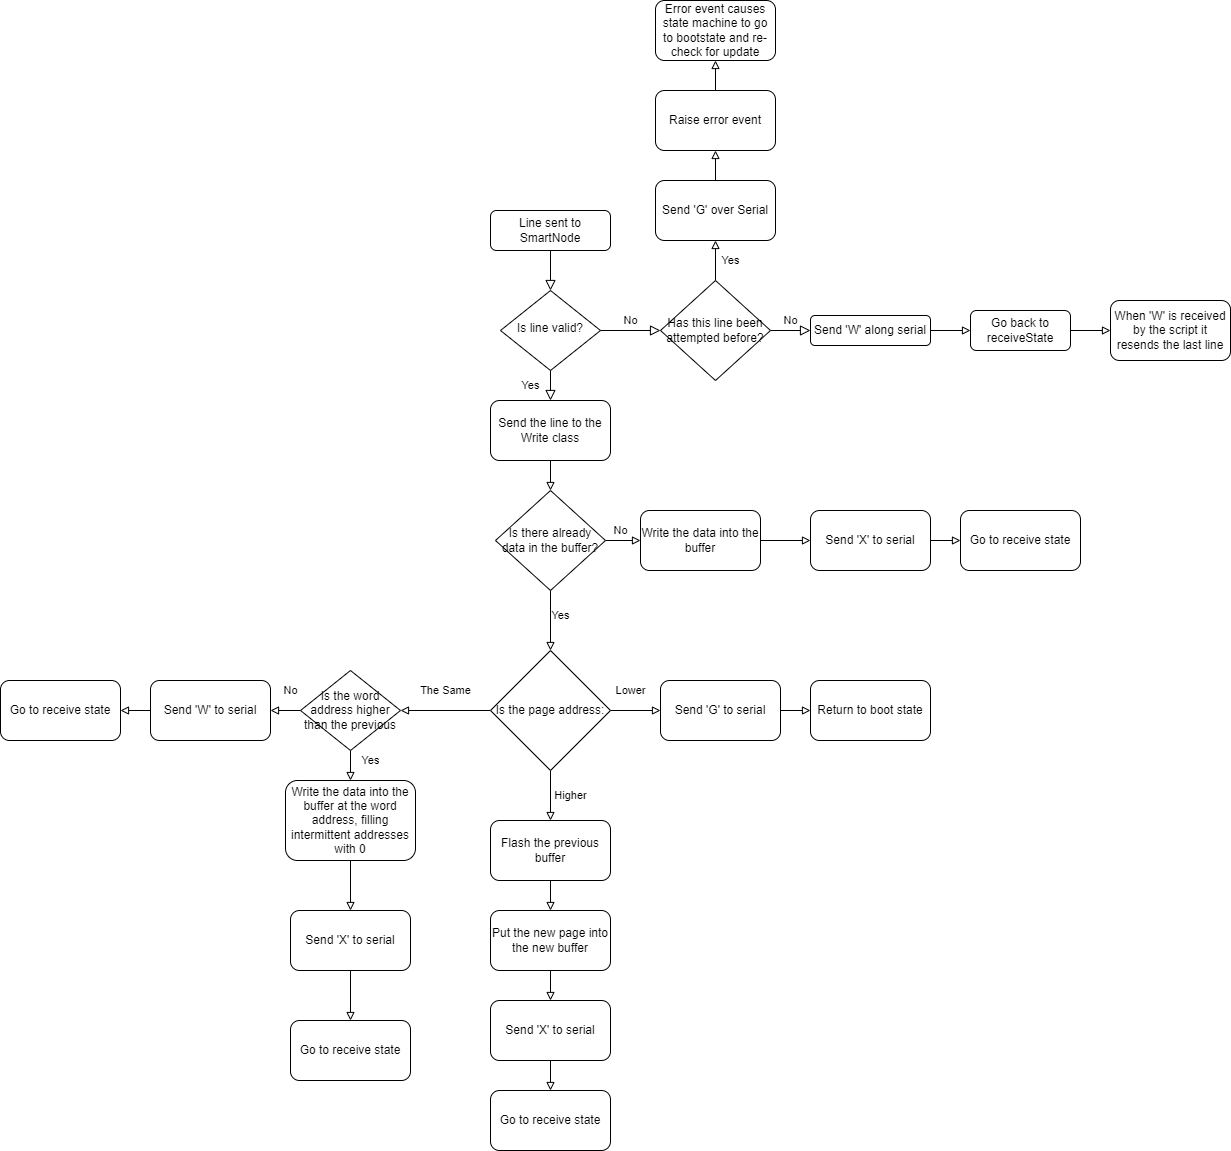 Error event causes
state machine to go
to bootstate and re-
check for update
Raise error event
Send 'G' over Serial
Line sent to
SmartNode
Yes
Is line valid?
No
Has this line been
attempted before?
No
Send 'W' along serial
Go back to
receiveState
When 'W' is received
by the script it
resends the last line
Yes
Send the line to the
Write class
Is there already
data in the buffer?
No
Write the data into the
buffer
Send 'X' to serial
Go to receive state
Yes
Go to receive state
Send 'W' to serial
No
Is the word
address higher
than the previous
The Same
Is the page address:
Lower
Send 'G' to serial
Return to boot state
Yes
Higher
Write the data into the
buffer at the word
address, filling
intermittent addresses
with 0
Flash the previous
buffer
Send 'X' to serial
Put the new page into
the new buffer
Go to receive state
Send 'X' to serial
Go to receive state